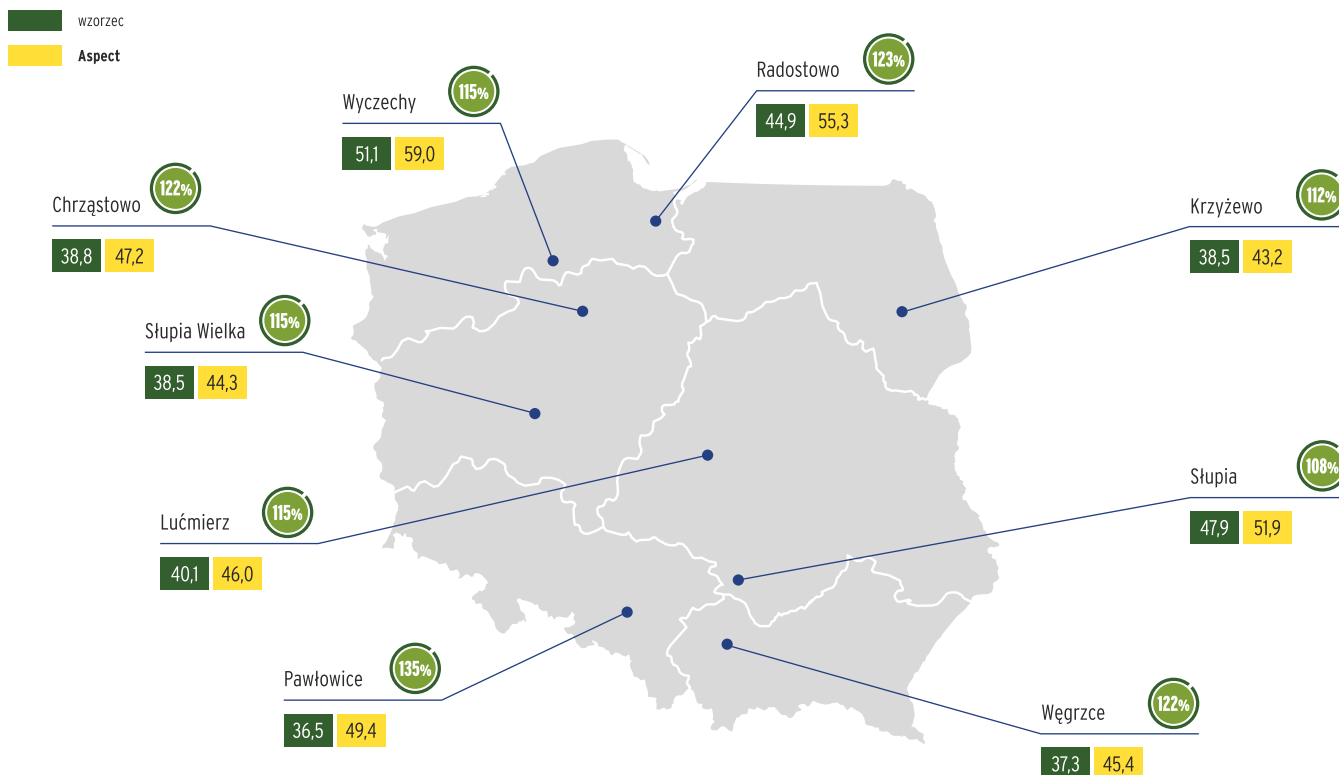 wzorzec
Aspect
Radostowo 123%
44,9 55,3
Wyczechy 115%
51,1 59,0
Chrząstowo 122%
38,8 47,2
Krzyżewo 112%
38,5 43,2
Słupia Wielka 115%
38,5 44,3
Słupia 108%
47,9 51,9
Lućmierz 115%
40,1 46,0
Pawłowice 135%
36,5 49,4
Węgrzce 122%
37,3 45,4